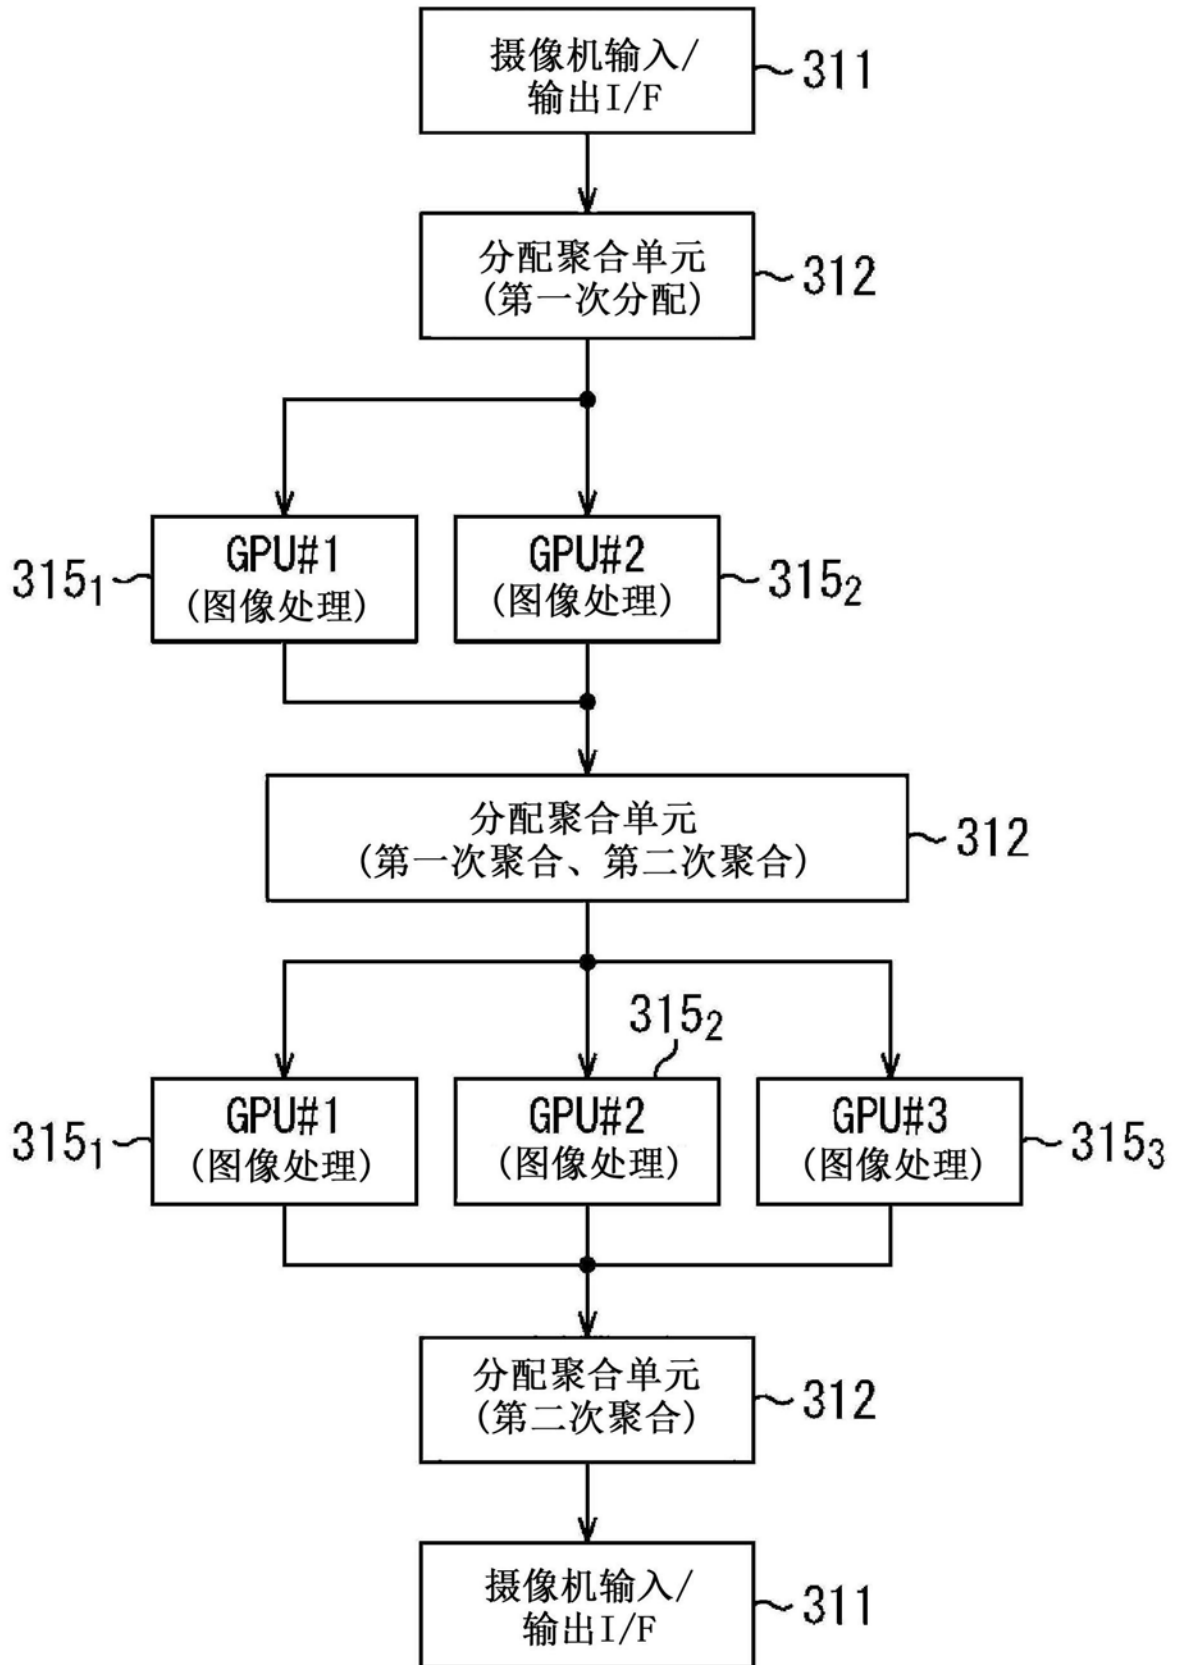 摄像机输入/
输出I/F
311
分配聚合单元
(第一次分配)
312
GPU#1
(图像处理)
315₁
GPU#2
(图像处理)
315₂
分配聚合单元
(第一次聚合、第二次聚合)
312
315₂
GPU#1
(图像处理)
315₁
GPU#2
(图像处理)
GPU#3
(图像处理)
315₃
分配聚合单元
(第二次聚合)
312
摄像机输入/
输出I/F
311